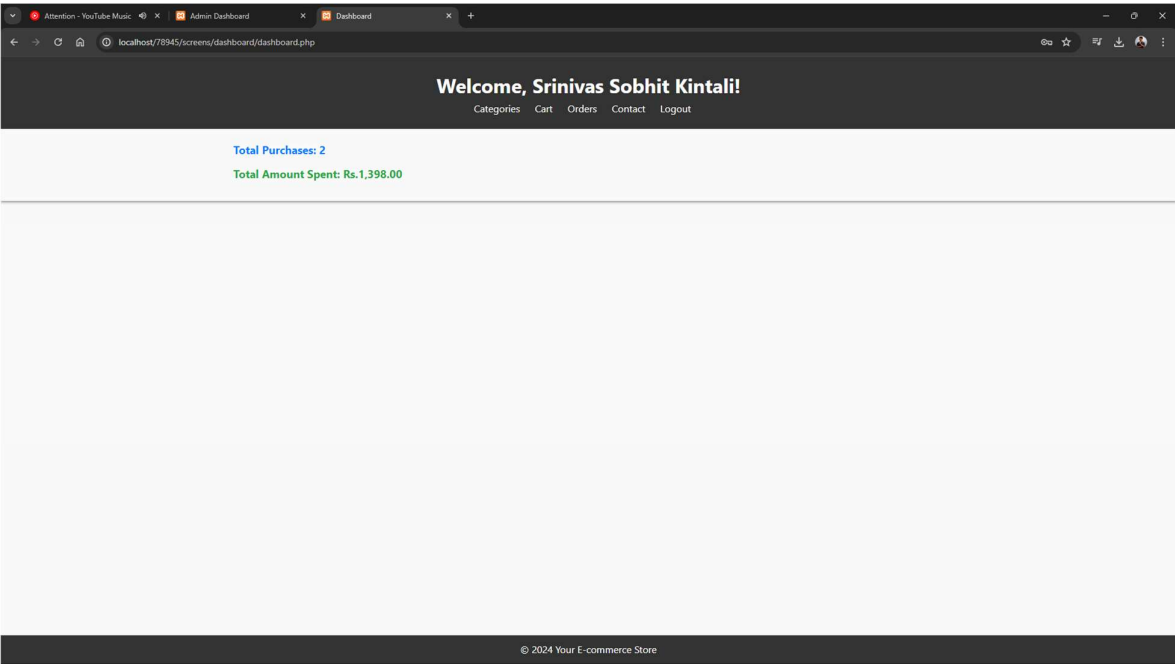 Attention - YouTube Music
Admin Dashboard
Dashboard
localhost/78945/screens/dashboard/dashboard.php
Welcome, Srinivas Sobhit Kintali!
Categories Cart Orders Contact Logout
Total Purchases: 2
Total Amount Spent: Rs.1,398.00
© 2024 Your E-commerce Store